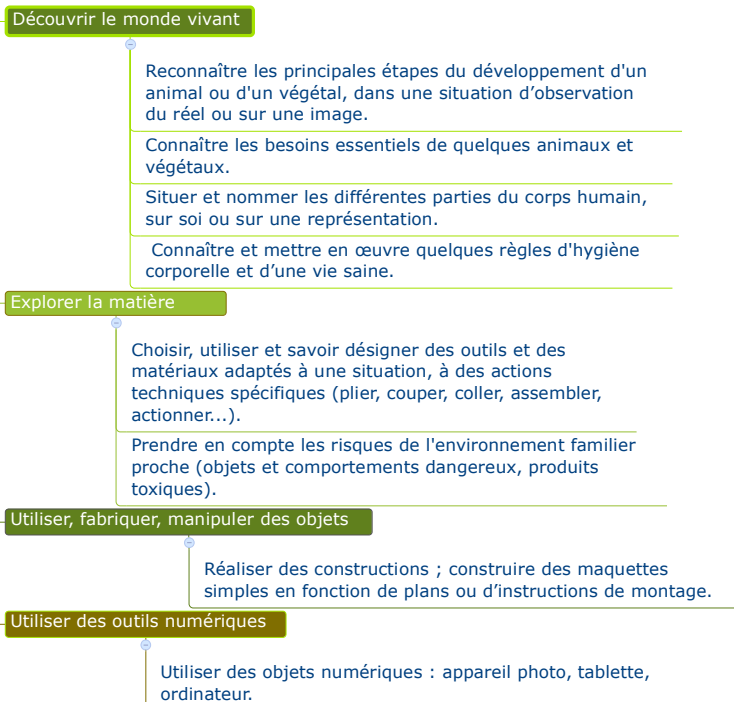 Découvrir le monde vivant
Reconnaître les principales étapes du développement d'un
animal ou d'un végétal, dans une situation d’observation
du réel ou sur une image.
Connaître les besoins essentiels de quelques animaux et
végétaux.
Situer et nommer les différentes parties du corps humain,
sur soi ou sur une représentation.
Connaître et mettre en œuvre quelques règles d'hygiène
corporelle et d’une vie saine.
Explorer la matière
Choisir, utiliser et savoir désigner des outils et des
matériaux adaptés à une situation, à des actions
techniques spécifiques (plier, couper, coller, assembler,
actionner...).
Prendre en compte les risques de l'environnement familier
proche (objets et comportements dangereux, produits
toxiques).
Utiliser, fabriquer, manipuler des objets
Réaliser des constructions ; construire des maquettes
simples en fonction de plans ou d’instructions de montage.
Utiliser des outils numériques
Utiliser des objets numériques : appareil photo, tablette,
ordinateur.